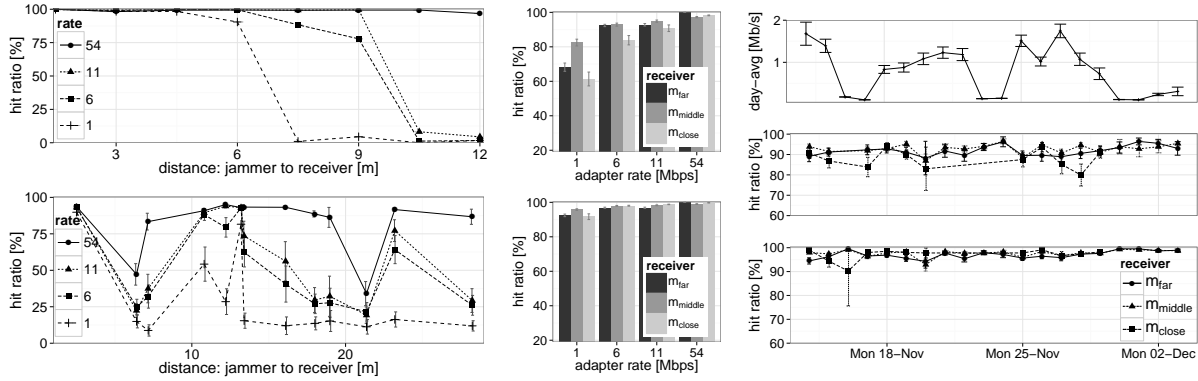 hit ratio [%]
100
75
50
25
0
rate
54
11
6
1
3
6
9
12
distance: jammer to receiver [m]
hit ratio [%]
100
75
50
25
0
rate
54
11
6
1
10
20
distance: jammer to receiver [m]
hit ratio [%]
100
80
60
40
20
receiver
m_far
m_middle
m_close
1
6
11
54
adapter rate [Mbps]
hit ratio [%]
100
80
60
40
20
receiver
m_far
m_middle
m_close
1
6
11
54
adapter rate [Mbps]
day−avg [Mb/s]
2
1
hit ratio [%]
100
90
80
70
60
hit ratio [%]
100
90
80
70
60
receiver
m_far
m_middle
m_close
Mon 18−Nov
Mon 25−Nov
Mon 02−Dec